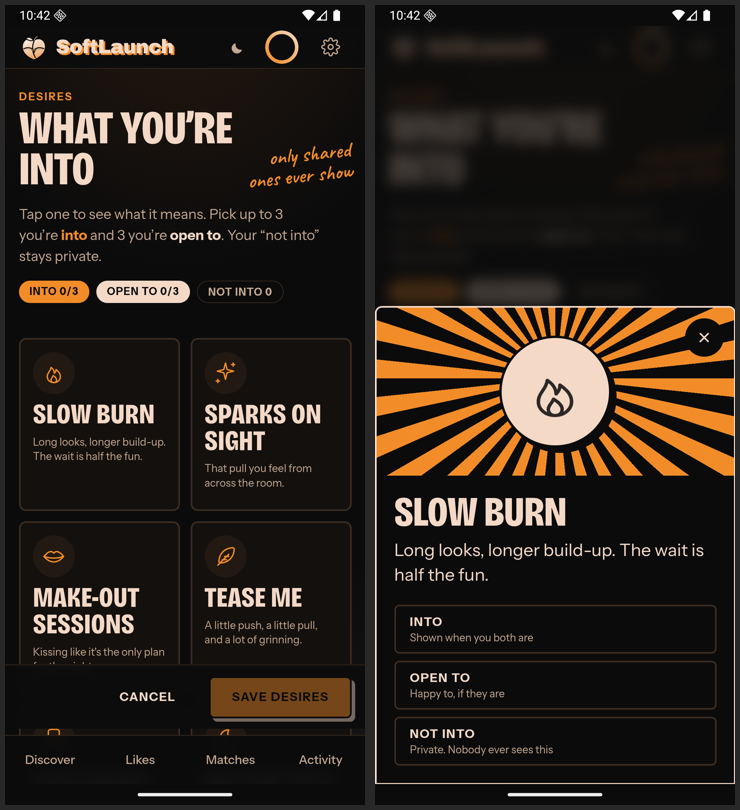 10:42
SoftLaunch
DESIRES
WHAT YOU'RE
INTO
only shared
ones ever show
Tap one to see what it means. Pick up to 3
you're into and 3 you're open to. Your “not into”
stays private.
INTO 0/3
OPEN TO 0/3
NOT INTO 0
SLOW BURN
Long looks, longer build-up.
The wait is half the fun.
SPARKS ON
SIGHT
That pull you feel from
across the room.
MAKE-OUT
SESSIONS
Kissing like it's the only plan
TEASE ME
A little push, a little pull,
and a lot of grinning.
CANCEL
SAVE DESIRES
Discover
Likes
Matches
Activity
10:42
SLOW BURN
Long looks, longer build-up. The wait is
half the fun.
INTO
Shown when you both are
OPEN TO
Happy to, if they are
NOT INTO
Private. Nobody ever sees this